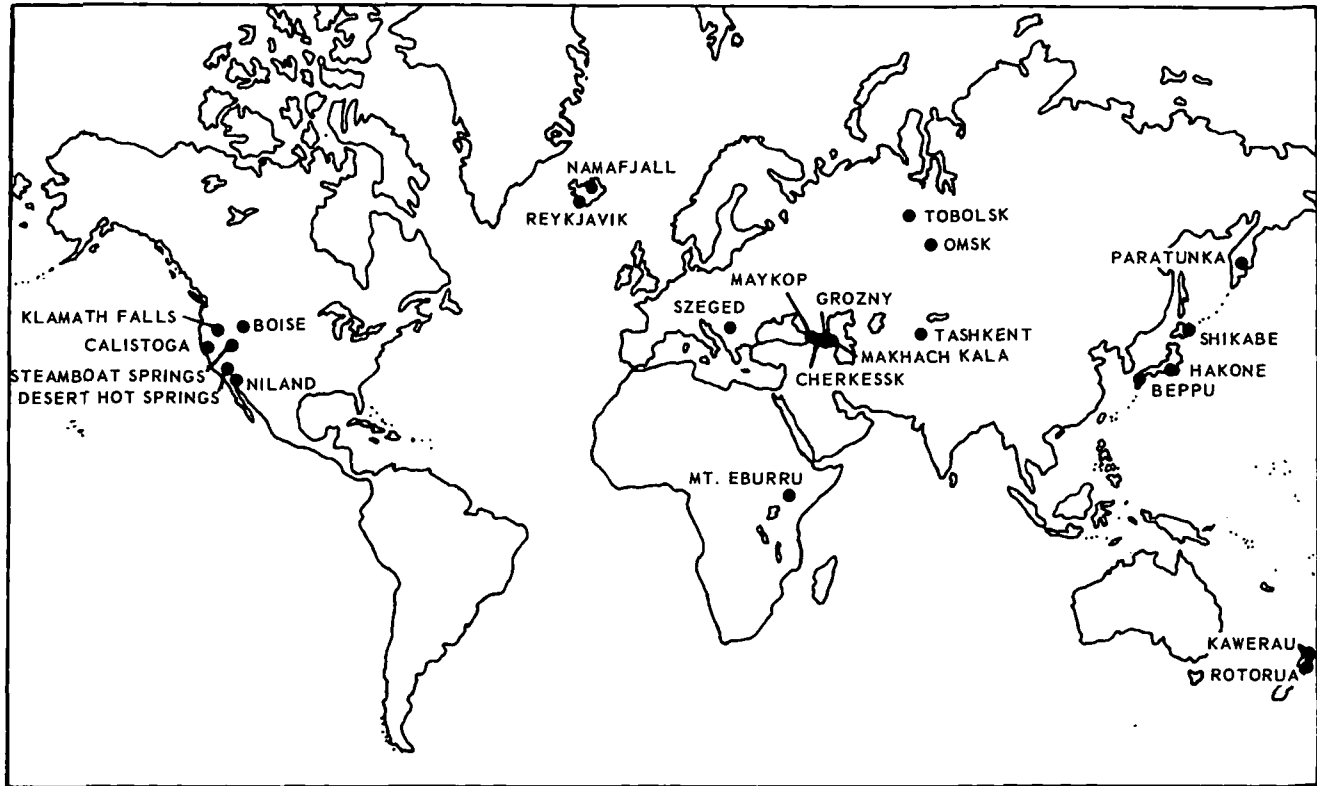 NAMAFJALL
REYKJAVIK
TOBOLSK
OMSK
PARATUNKA
MAYKOP
GROZNY
SZEGED
KLAMATH FALLS
BOISE
TASHKENT
SHIKABE
CALISTOGA
MAKHACH KALA
STEAMBOAT SPRINGS
CHERKESSK
HAKONE
NILAND
BEPPU
DESERT HOT SPRINGS
MT. EBURRU
KAWERAU
ROTORUA